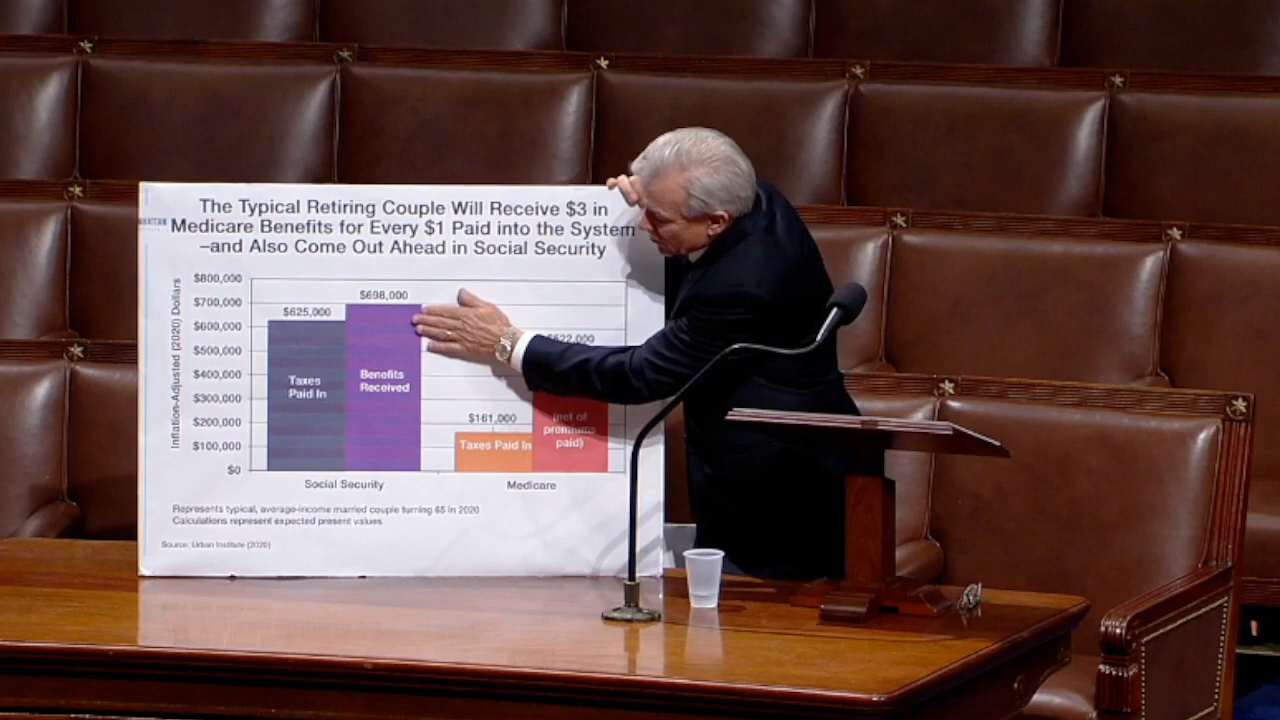 The Typical Retiring Couple Will Receive $3 in
Medicare Benefits for Every $1 Paid into the System
–and Also Come Out Ahead in Social Security
Inflation-Adjusted (2020) Dollars
$800,000
$700,000
$600,000
$500,000
$400,000
$300,000
$200,000
$100,000
$0
$625,000
$698,000
Taxes
Paid In
Benefits
Received
$161,000
Taxes Paid In
(net of
premiums
paid)
Social Security
Medicare
Represents typical, average-income married couple turning 65 in 2020
Calculations represent expected present values.
Source: Urban Institute (2020)